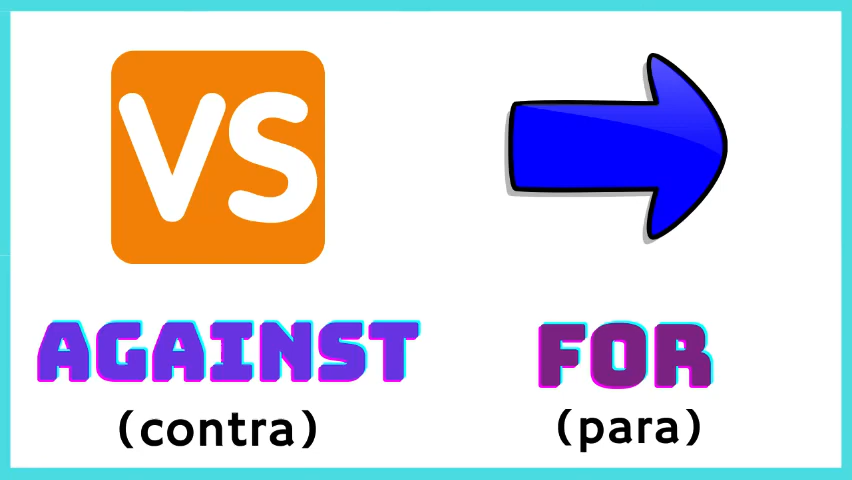 VS
AGAINST
(contra)
FOR
(para)